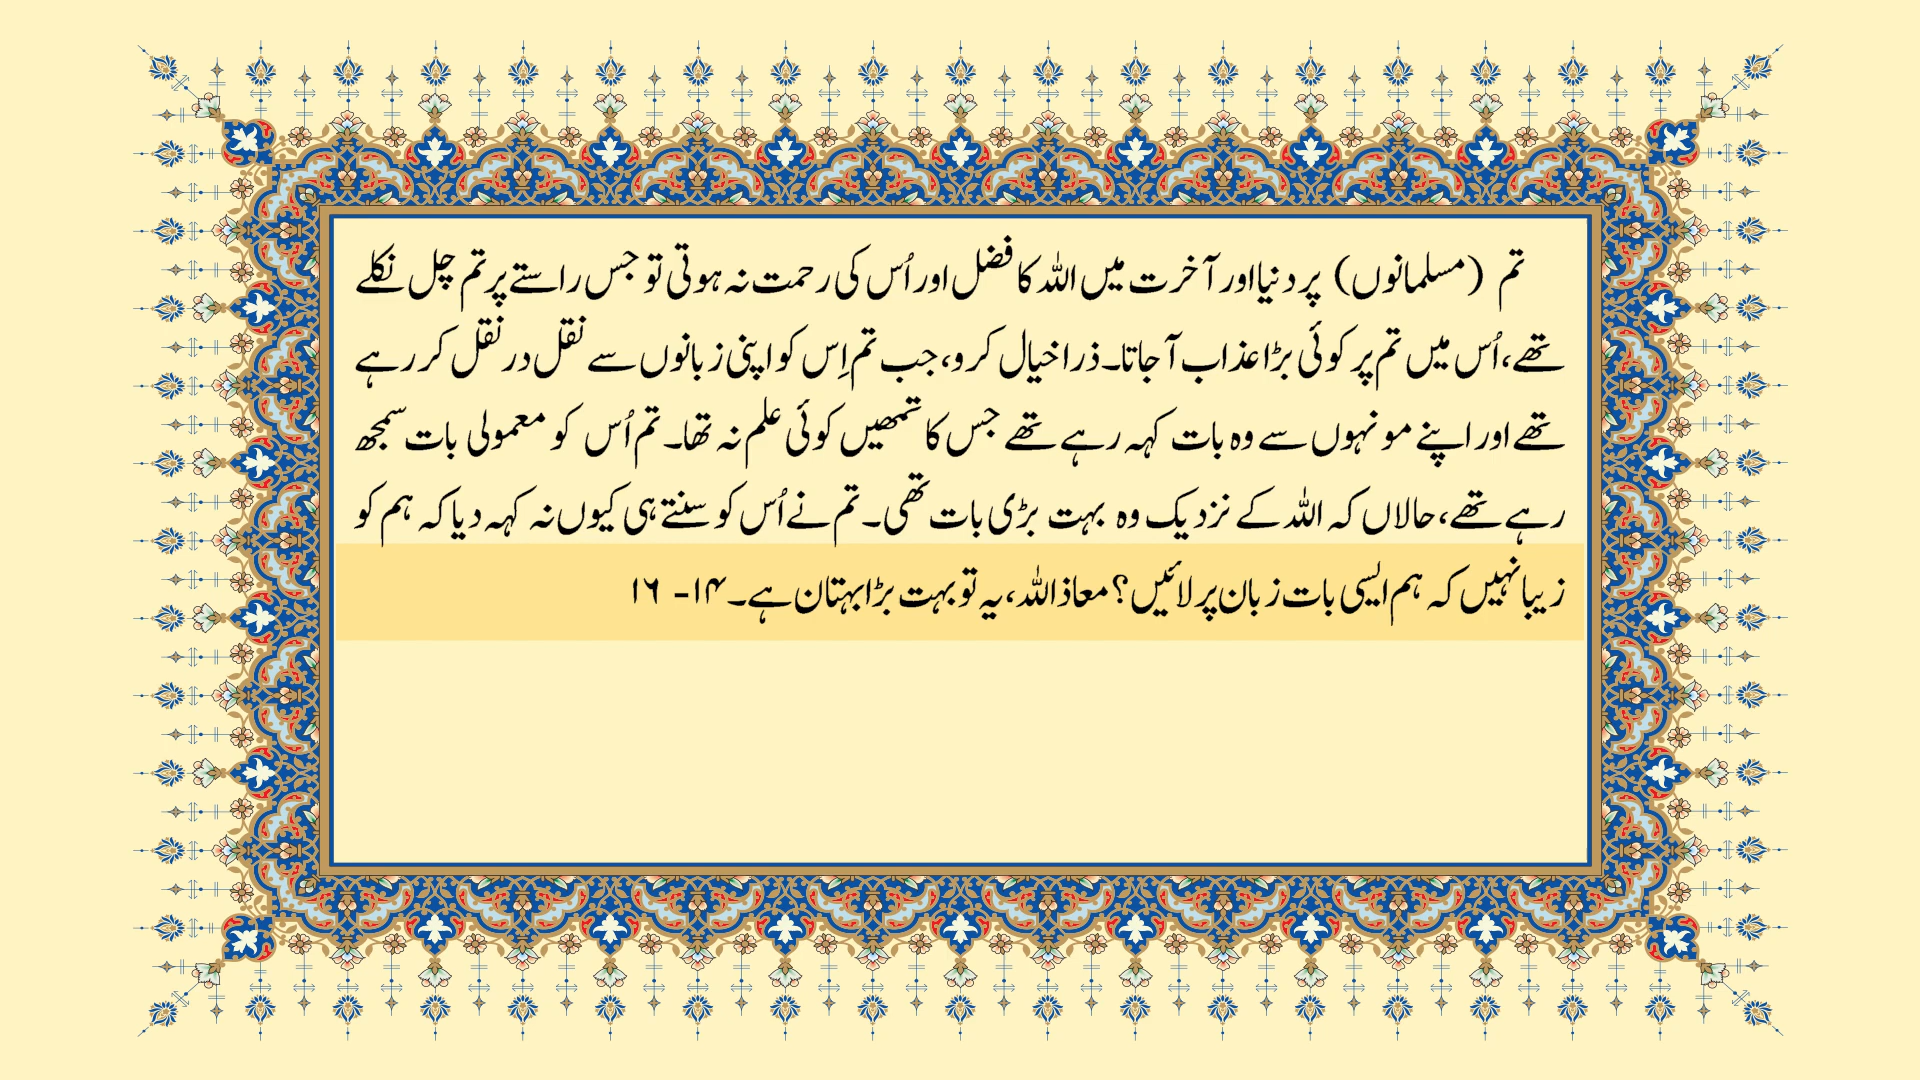 تم (مسلمانوں) پر دنیا اور آخرت میں اللہ کا فضل اور اُس کی رحمت نہ ہوتی تو جس راستے پر تم چل نکلے
تھے، اُس میں تم پر کوئی بڑا عذاب آ جاتا۔ ذرا خیال کرو، جب تم اِس کو اپنی زبانوں سے نقل در نقل کر رہے
تھے اور اپنے مونہوں سے وہ بات کہہ رہے تھے جس کا تمھیں کوئی علم نہ تھا۔ تم اُس کو معمولی بات سمجھ
رہے تھے، حالاں کہ اللہ کے نزدیک وہ بہت بڑی بات تھی۔ تم نے اُس کو سنتے ہی کیوں نہ کہہ دیا کہ ہم کو
زیبا نہیں کہ ہم ایسی بات زبان پر لائیں؟ معاذ اللہ، یہ تو بہت بڑا بہتان ہے۔ ۱۴- ۱۶